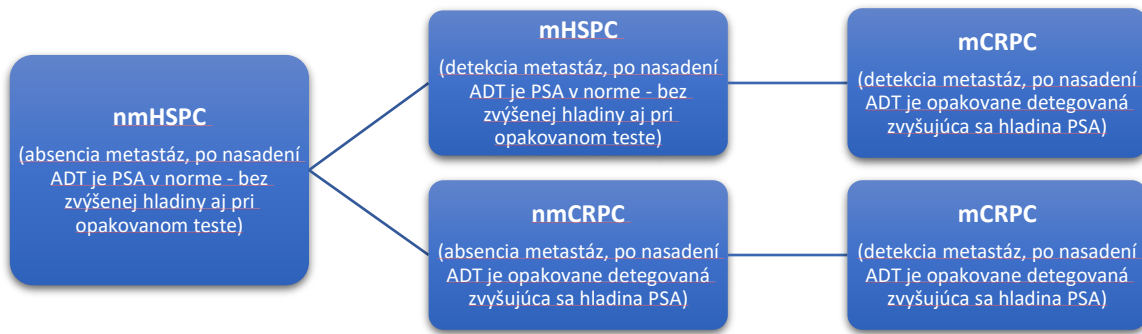 nmHSPC
(absencia metastáz, po nasadení
ADT je PSA v norme - bez
zvýšenej hladiny aj pri
opakovanom teste)
mHSPC
(detekcia metastáz, po nasadení
ADT je PSA v norme - bez
zvýšenej hladiny aj pri
opakovanom teste)
mCRPC
(detekcia metastáz, po nasadení
ADT je opakovane detegovaná
zvyšujúca sa hladina PSA)
nmCRPC
(absencia metastáz, po nasadení
ADT je opakovane detegovaná
zvyšujúca sa hladina PSA)
mCRPC
(detekcia metastáz, po nasadení
ADT je opakovane detegovaná
zvyšujúca sa hladina PSA)